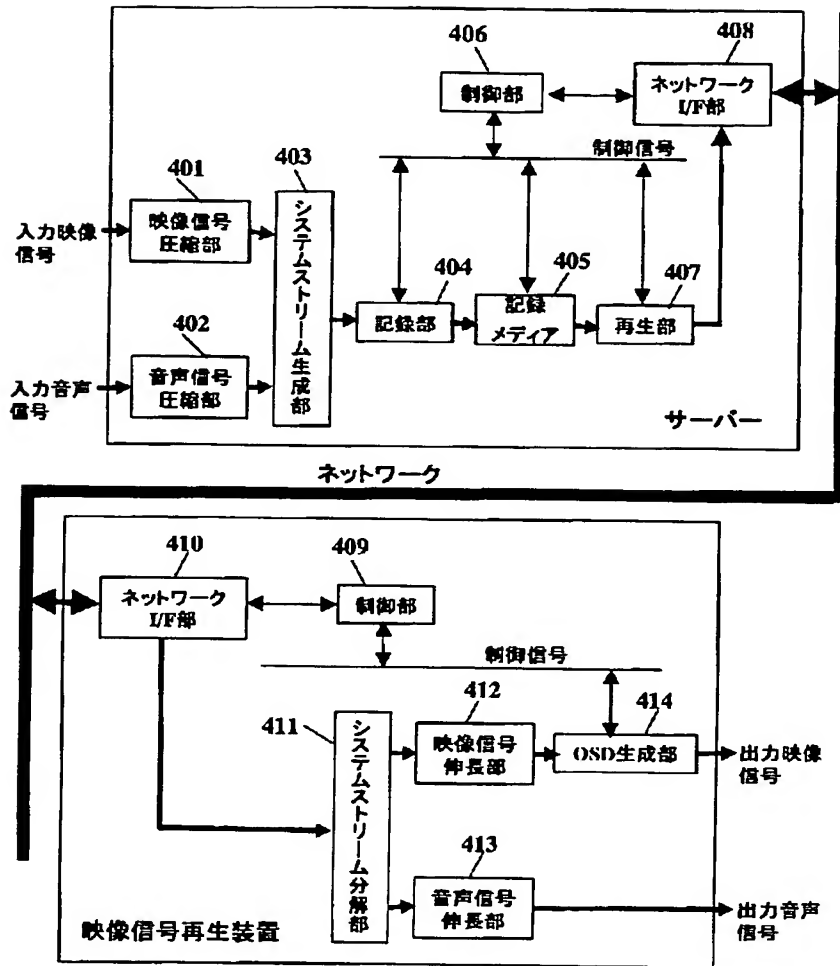 406
408
制御部
ネットワーク
I/F部
制御信号
403
401
入力映像
信号
映像信号
圧縮部
システムストリーム生成部
404
405
407
記録部
記録
メディア
再生部
402
入力音声
信号
音声信号
圧縮部
サーバー
ネットワーク
410
409
ネットワーク
I/F部
制御部
制御信号
411
412
414
システムストリーム分解部
映像信号
伸長部
OSD生成部
出力映像
信号
413
音声信号
伸長部
出力音声
信号
映像信号再生装置